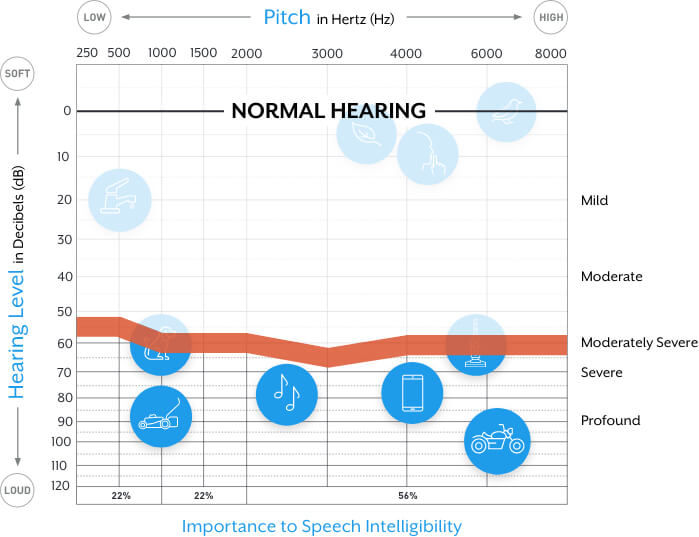 LOW
Pitch in Hertz (Hz)
HIGH
250 500 1000 1500 2000 3000 4000 6000 8000
SOFT
0
NORMAL HEARING
10
20
Mild
30
40
Moderate
50
60
Moderately Severe
70
Severe
80
90
Profound
100
110
120
Hearing Level in Decibels (dB)
LOUD
22% 22% 56%
Importance to Speech Intelligibility